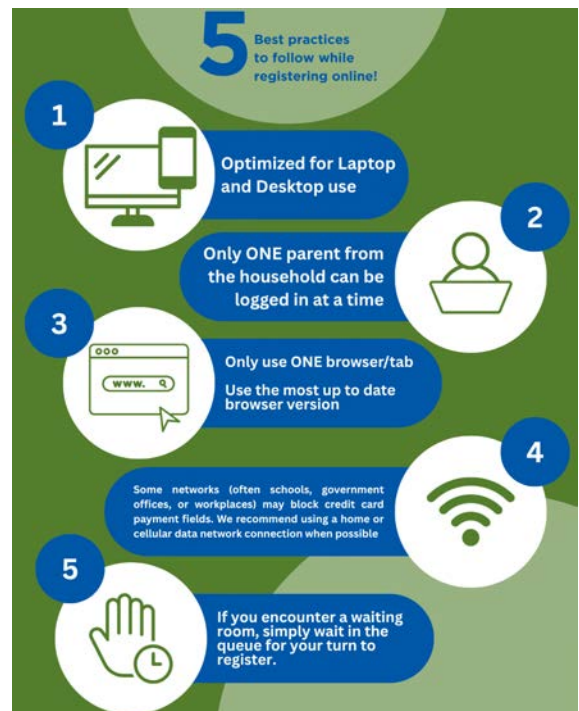 5
Best practices
to follow while
registering online!
1
Optimized for Laptop
and Desktop use
2
Only ONE parent from
the household can be
logged in at a time
3
www.
Only use ONE browser/tab
Use the most up to date
browser version
4
Some networks (often schools, government
offices, or workplaces) may block credit card
payment fields. We recommend using a home or
cellular data network connection when possible
5
If you encounter a waiting
room, simply wait in the
queue for your turn to
register.